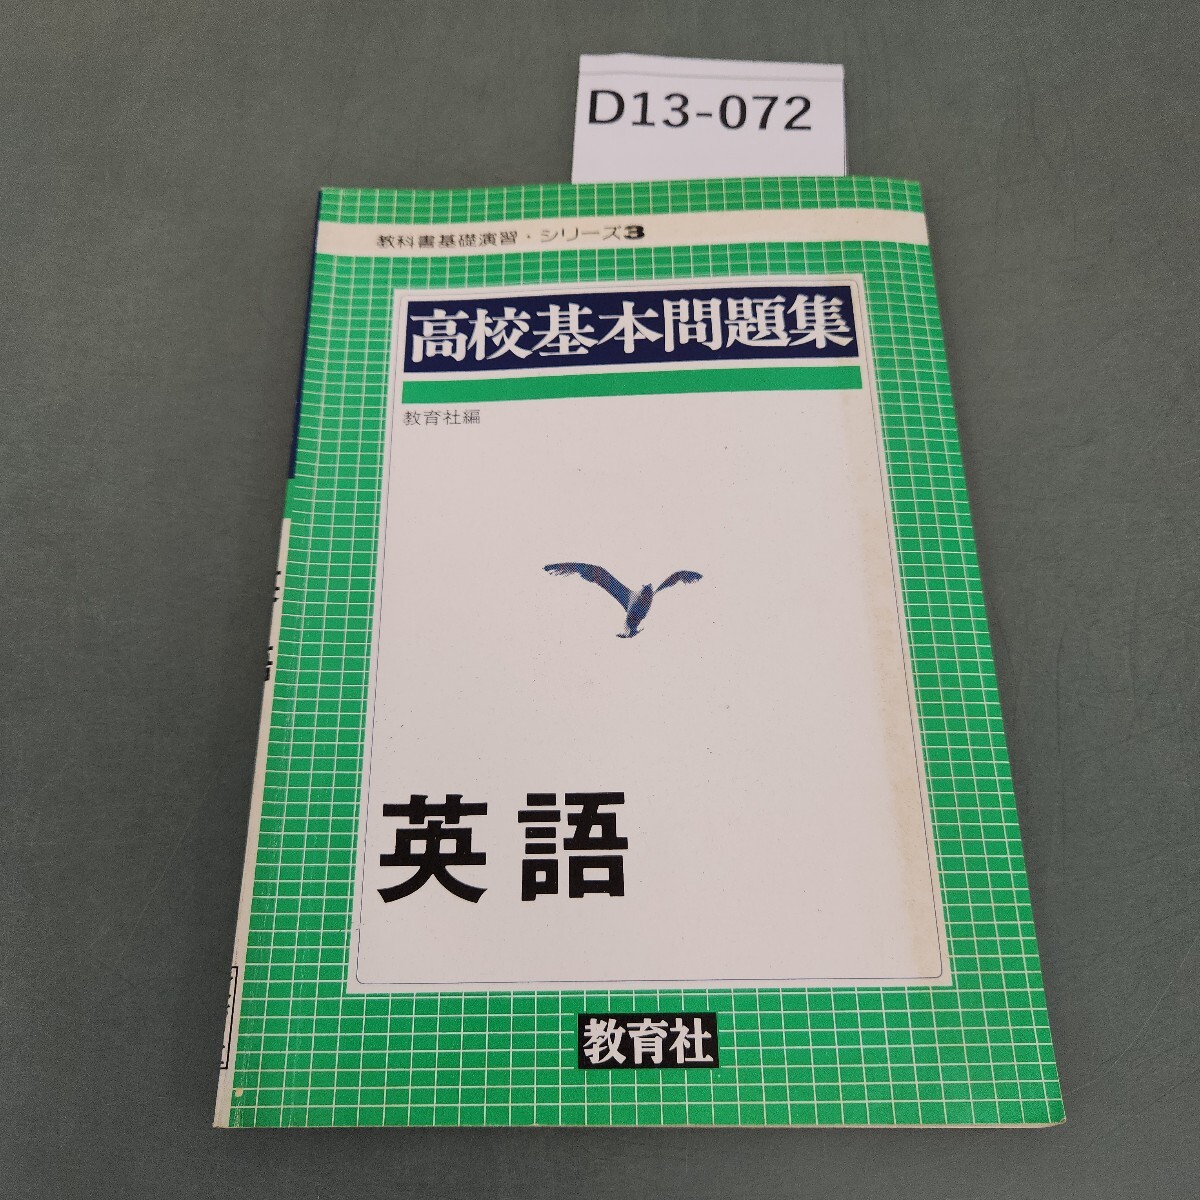 D13-072
教科書基礎演習・シリーズ3
高校基本問題集
教育社編
英語
教育社